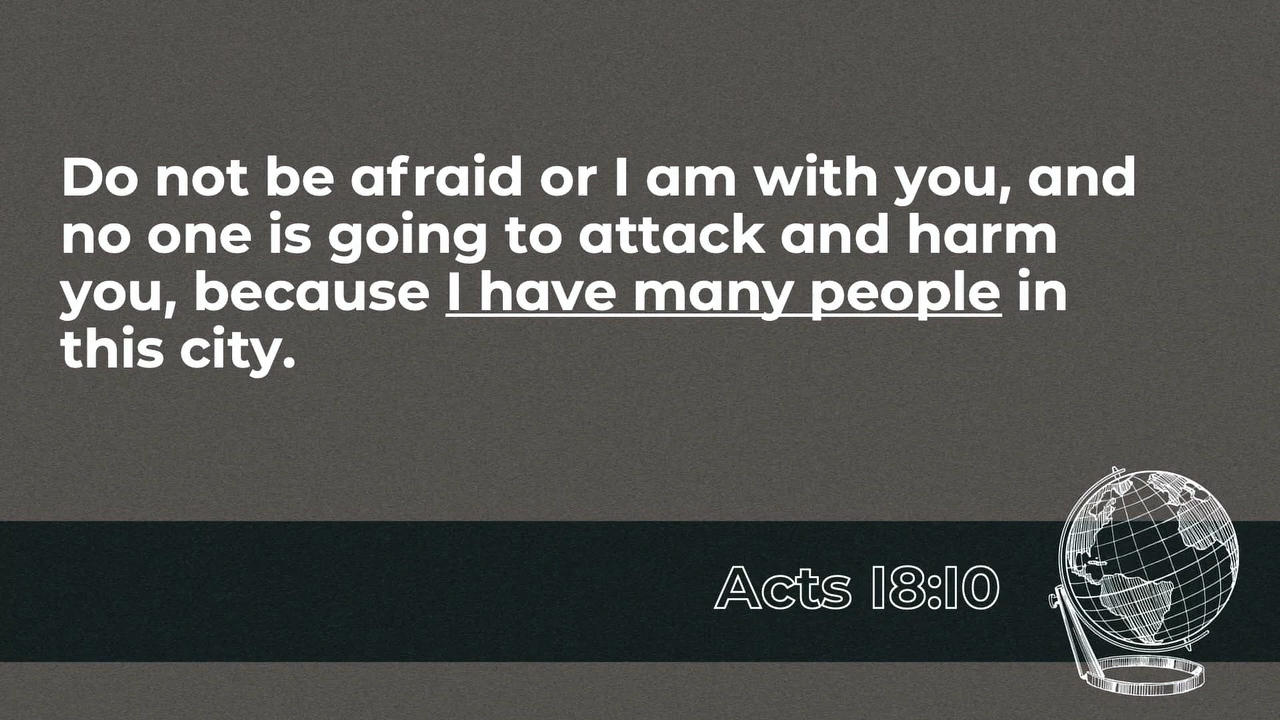 Do not be afraid or I am with you, and
no one is going to attack and harm
you, because I have many people in
this city.
Acts 18:10